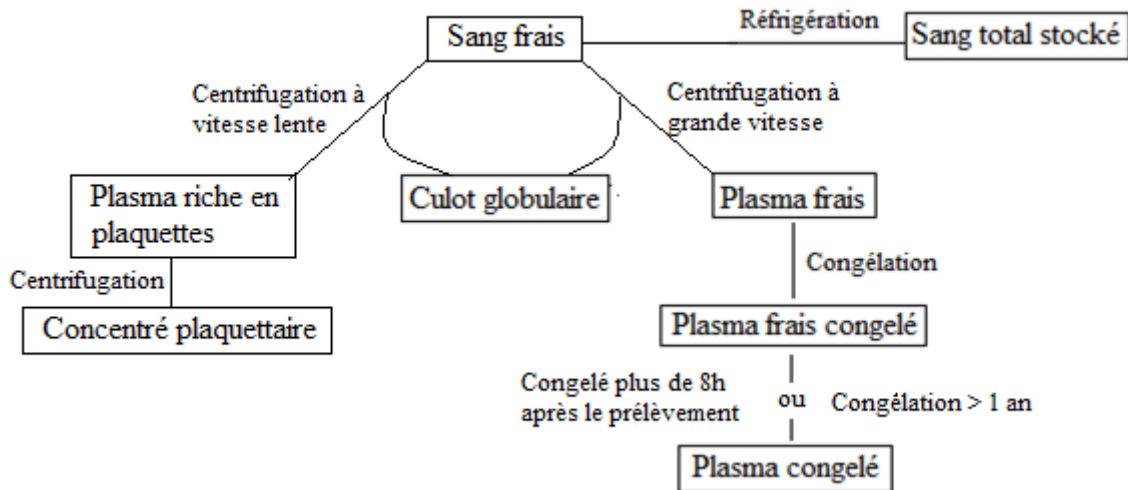 Sang frais
Réfrigération
Sang total stocké
Centrifugation à
vitesse lente
Centrifugation à
grande vitesse
Plasma riche en
plaquettes
Culot globulaire
Plasma frais
Centrifugation
Congélation
Concentré plaquettaire
Plasma frais congelé
Congelé plus de 8h
après le prélèvement
ou
Congélation > 1 an
Plasma congelé